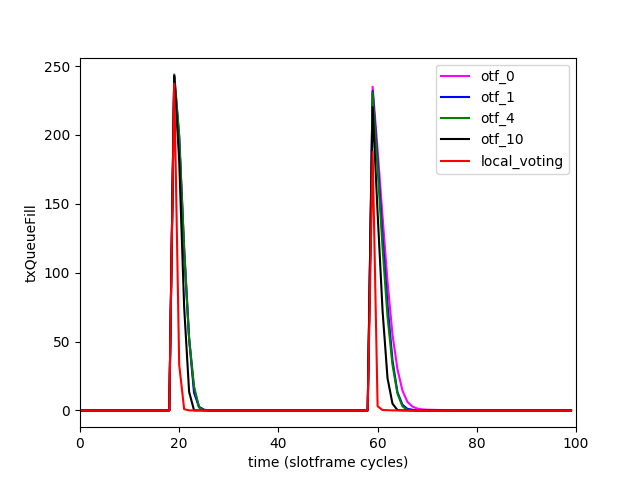 250
200
150
100
50
0
txQueueFill
0 20 40 60 80 100
time (slotframe cycles)
otf_0
otf_1
otf_4
otf_10
local_voting